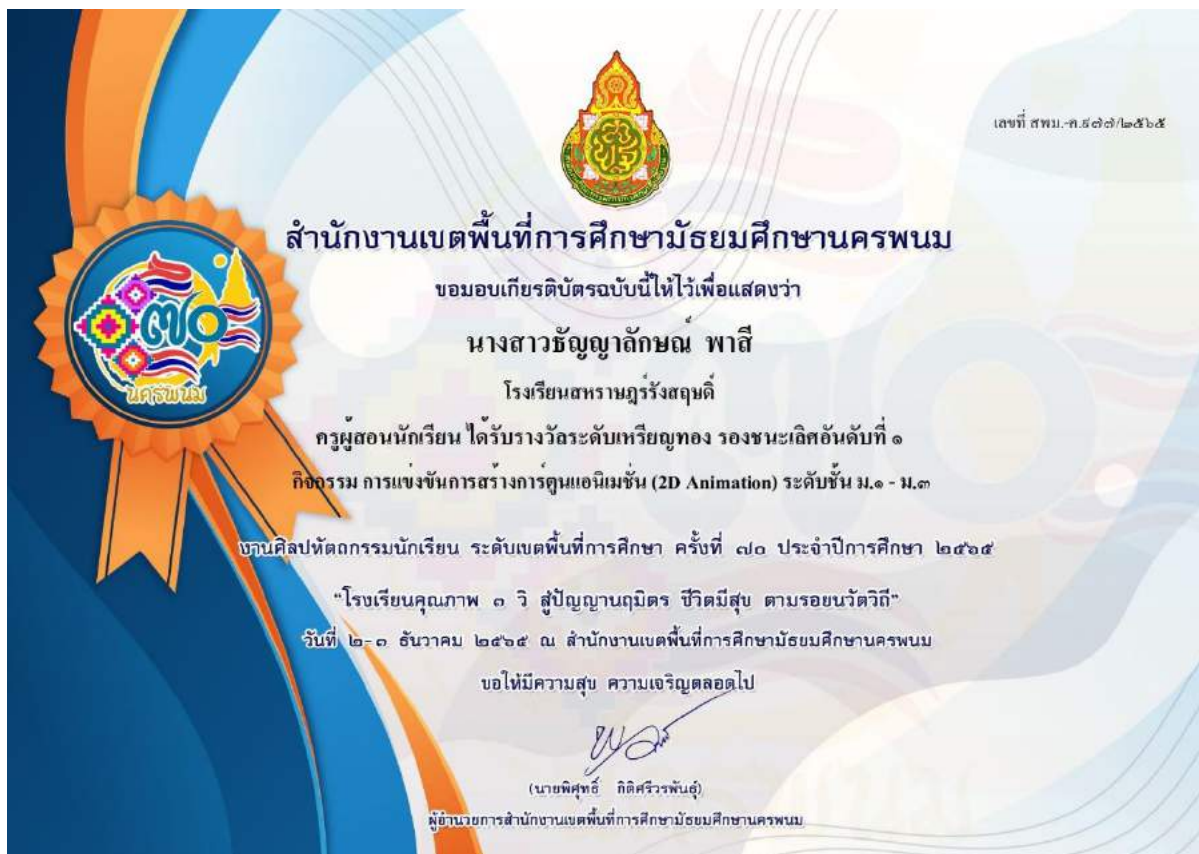 เลขที่ สพม.-ค.๕๗๗/๒๕๖๕
สำนักงานเขตพื้นที่การศึกษามัธยมศึกษานครพนม
ขอมอบเกียรติบัตรฉบับนี้ให้ไว้เพื่อแสดงว่า
นางสาวธัญญาลักษณ์ พาสี
โรงเรียนสหราษฎร์รังสฤษดิ์
ครูผู้สอนนักเรียน ได้รับรางวัลระดับเหรียญทอง รองชนะเลิศอันดับที่ ๑
กิจกรรม การแข่งขันการสร้างการ์ตูนแอนิเมชั่น (2D Animation) ระดับชั้น ม.๑ - ม.๓
งานศิลปหัตถกรรมนักเรียน ระดับเขตพื้นที่การศึกษา ครั้งที่ ๗๐ ประจำปีการศึกษา ๒๕๖๕
“โรงเรียนคุณภาพ ๓ วิ สู่ปัญญานฤมิตร ชีวิตมีสุข ตามรอยนวัตวิถี”
วันที่ ๒-๓ ธันวาคม ๒๕๖๕ ณ สำนักงานเขตพื้นที่การศึกษามัธยมศึกษานครพนม
ขอให้มีความสุข ความเจริญตลอดไป
(นายพิศุทธิ์ กิติศรีวรพันธุ์)
ผู้อำนวยการสำนักงานเขตพื้นที่การศึกษามัธยมศึกษานครพนม
๗๐
นครพนม